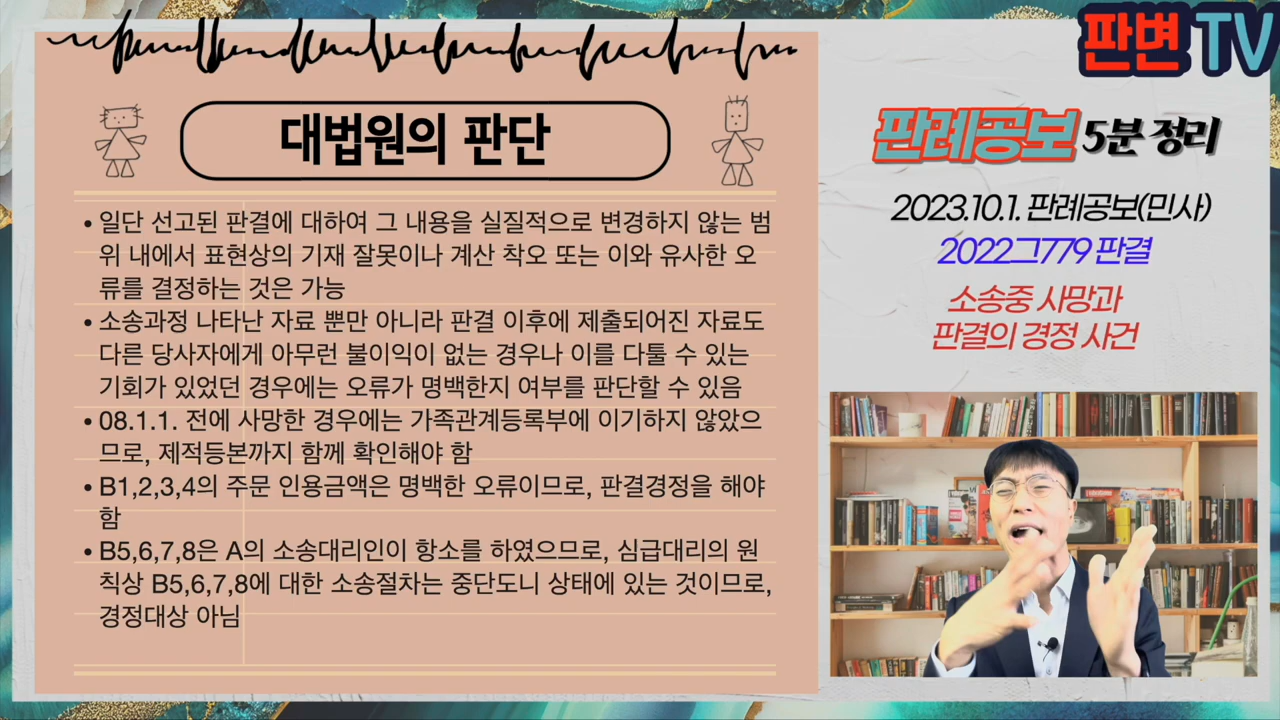 판변 TV
대법원의 판단
• 일단 선고된 판결에 대하여 그 내용을 실질적으로 변경하지 않는 범
위 내에서 표현상의 기재 잘못이나 계산 착오 또는 이와 유사한 오
류를 결정하는 것은 가능
• 소송과정 나타난 자료 뿐만 아니라 판결 이후에 제출되어진 자료도
다른 당사자에게 아무런 불이익이 없는 경우나 이를 다툴 수 있는
기회가 있었던 경우에는 오류가 명백한지 여부를 판단할 수 있음
• 08.1.1. 전에 사망한 경우에는 가족관계등록부에 이기하지 않았으
므로, 제적등본까지 함께 확인해야 함
• B1,2,3,4의 주문 인용금액은 명백한 오류이므로, 판결경정을 해야
함
• B5,6,7,8은 A의 소송대리인이 항소를 하였으므로, 심급대리의 원
칙상 B5,6,7,8에 대한 소송절차는 중단도니 상태에 있는 것이므로,
경정대상 아님
판례공보 5분 정리
2023.10.1. 판례공보(민사)
2022그779 판결
소송중 사망과
판결의 경정 사건